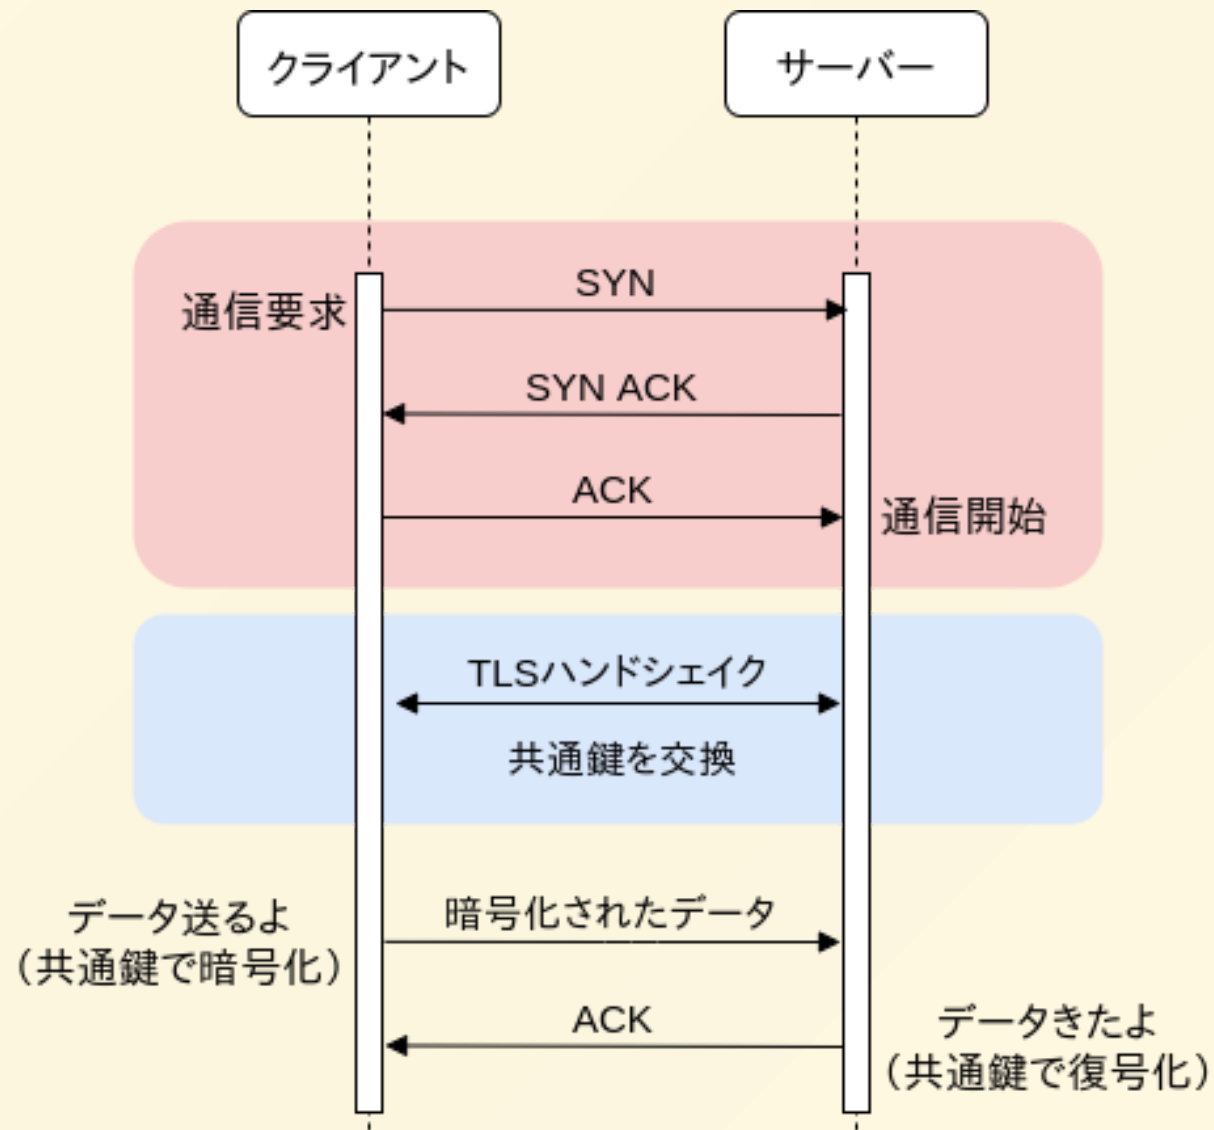 クライアント
サーバー
SYN
通信要求
SYN ACK
ACK
通信開始
TLSハンドシェイク
共通鍵を交換
データ送るよ
（共通鍵で暗号化）
暗号化されたデータ
ACK
データきたよ
（共通鍵で復号化）